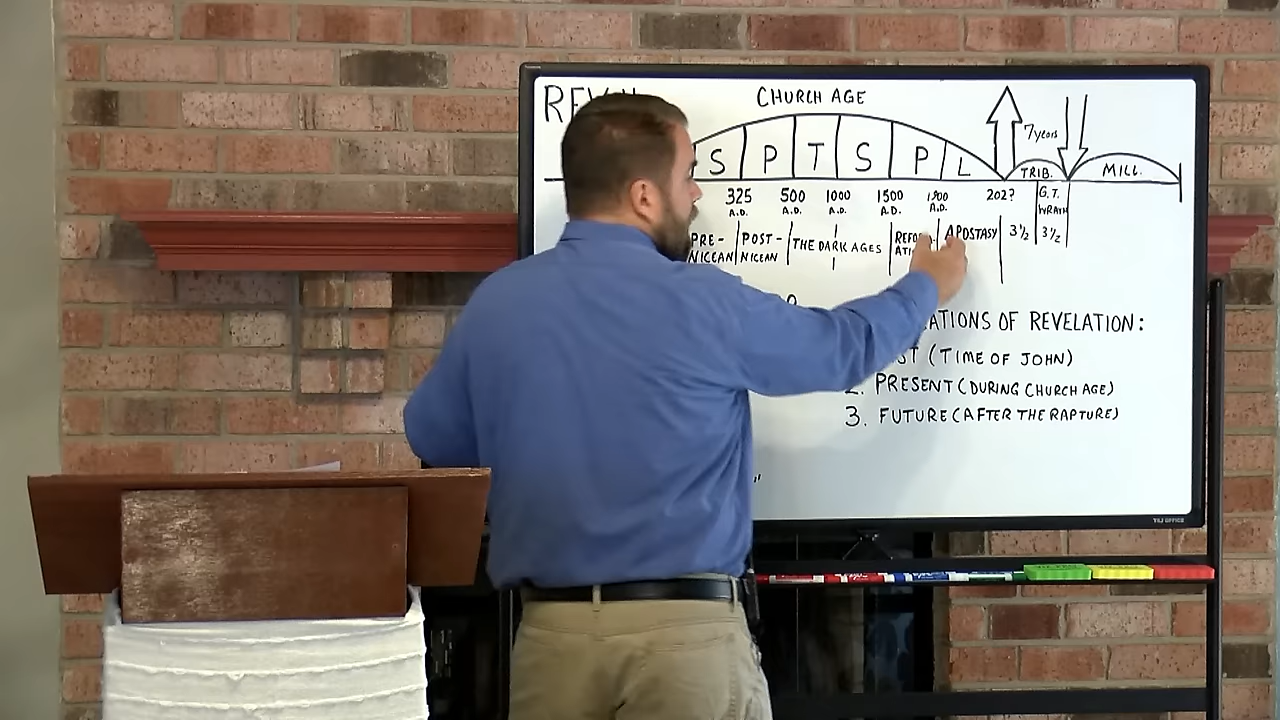 CHURCH AGE
7 years
S P T S P L TRIB. MILL.
325 500 1000 1500 1900 202? G.T.
A.D. A.D. A.D. A.D. A.D. WRATH
PRE- POST- THE DARK AGES APOSTASY 3½ 3½
NICEAN NICEAN
ATIONS OF REVELATION:
(TIME OF JOHN)
2. PRESENT (DURING CHURCH AGE)
3. FUTURE (AFTER THE RAPTURE)